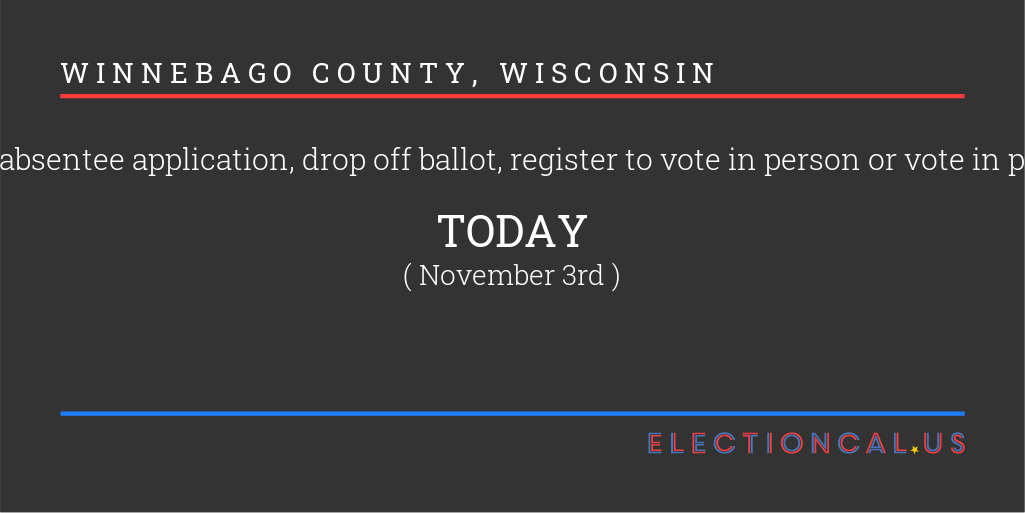 WINNEBAGO COUNTY, WISCONSIN
absentee application, drop off ballot, register to vote in person or vote in p
TODAY
( November 3rd )
ELECTIONCAL.US